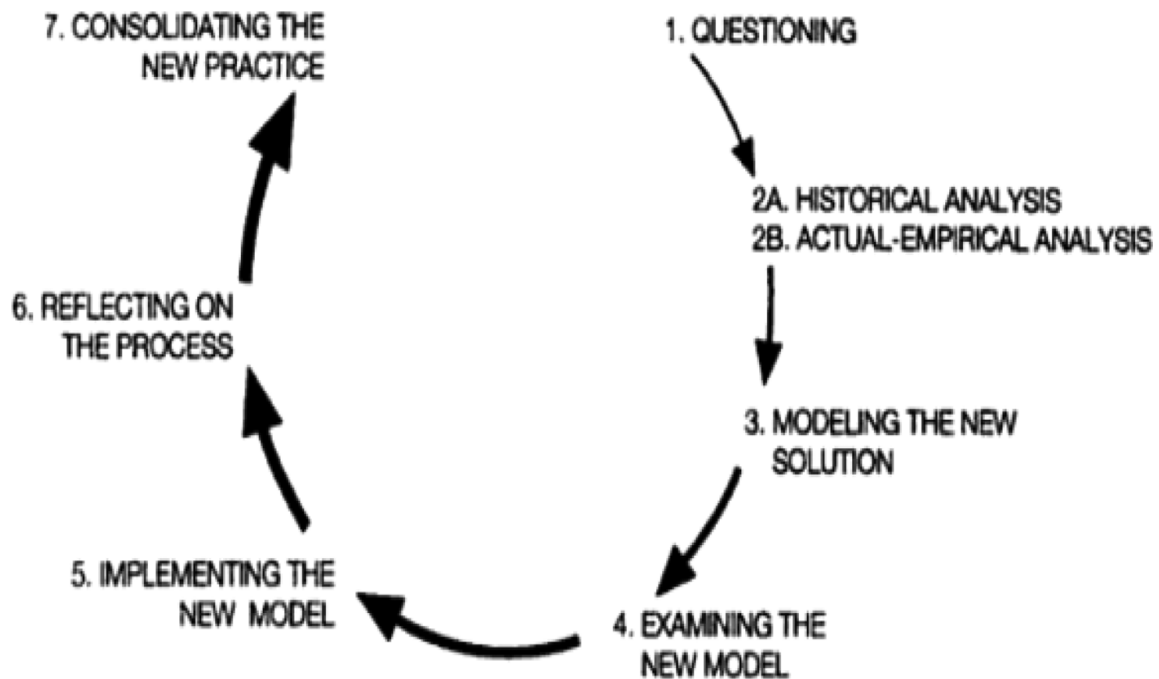 1. QUESTIONING
2A. HISTORICAL ANALYSIS
2B. ACTUAL-EMPIRICAL ANALYSIS
3. MODELING THE NEW
SOLUTION
4. EXAMINING THE
NEW MODEL
5. IMPLEMENTING THE
NEW MODEL
6. REFLECTING ON
THE PROCESS
7. CONSOLIDATING THE
NEW PRACTICE